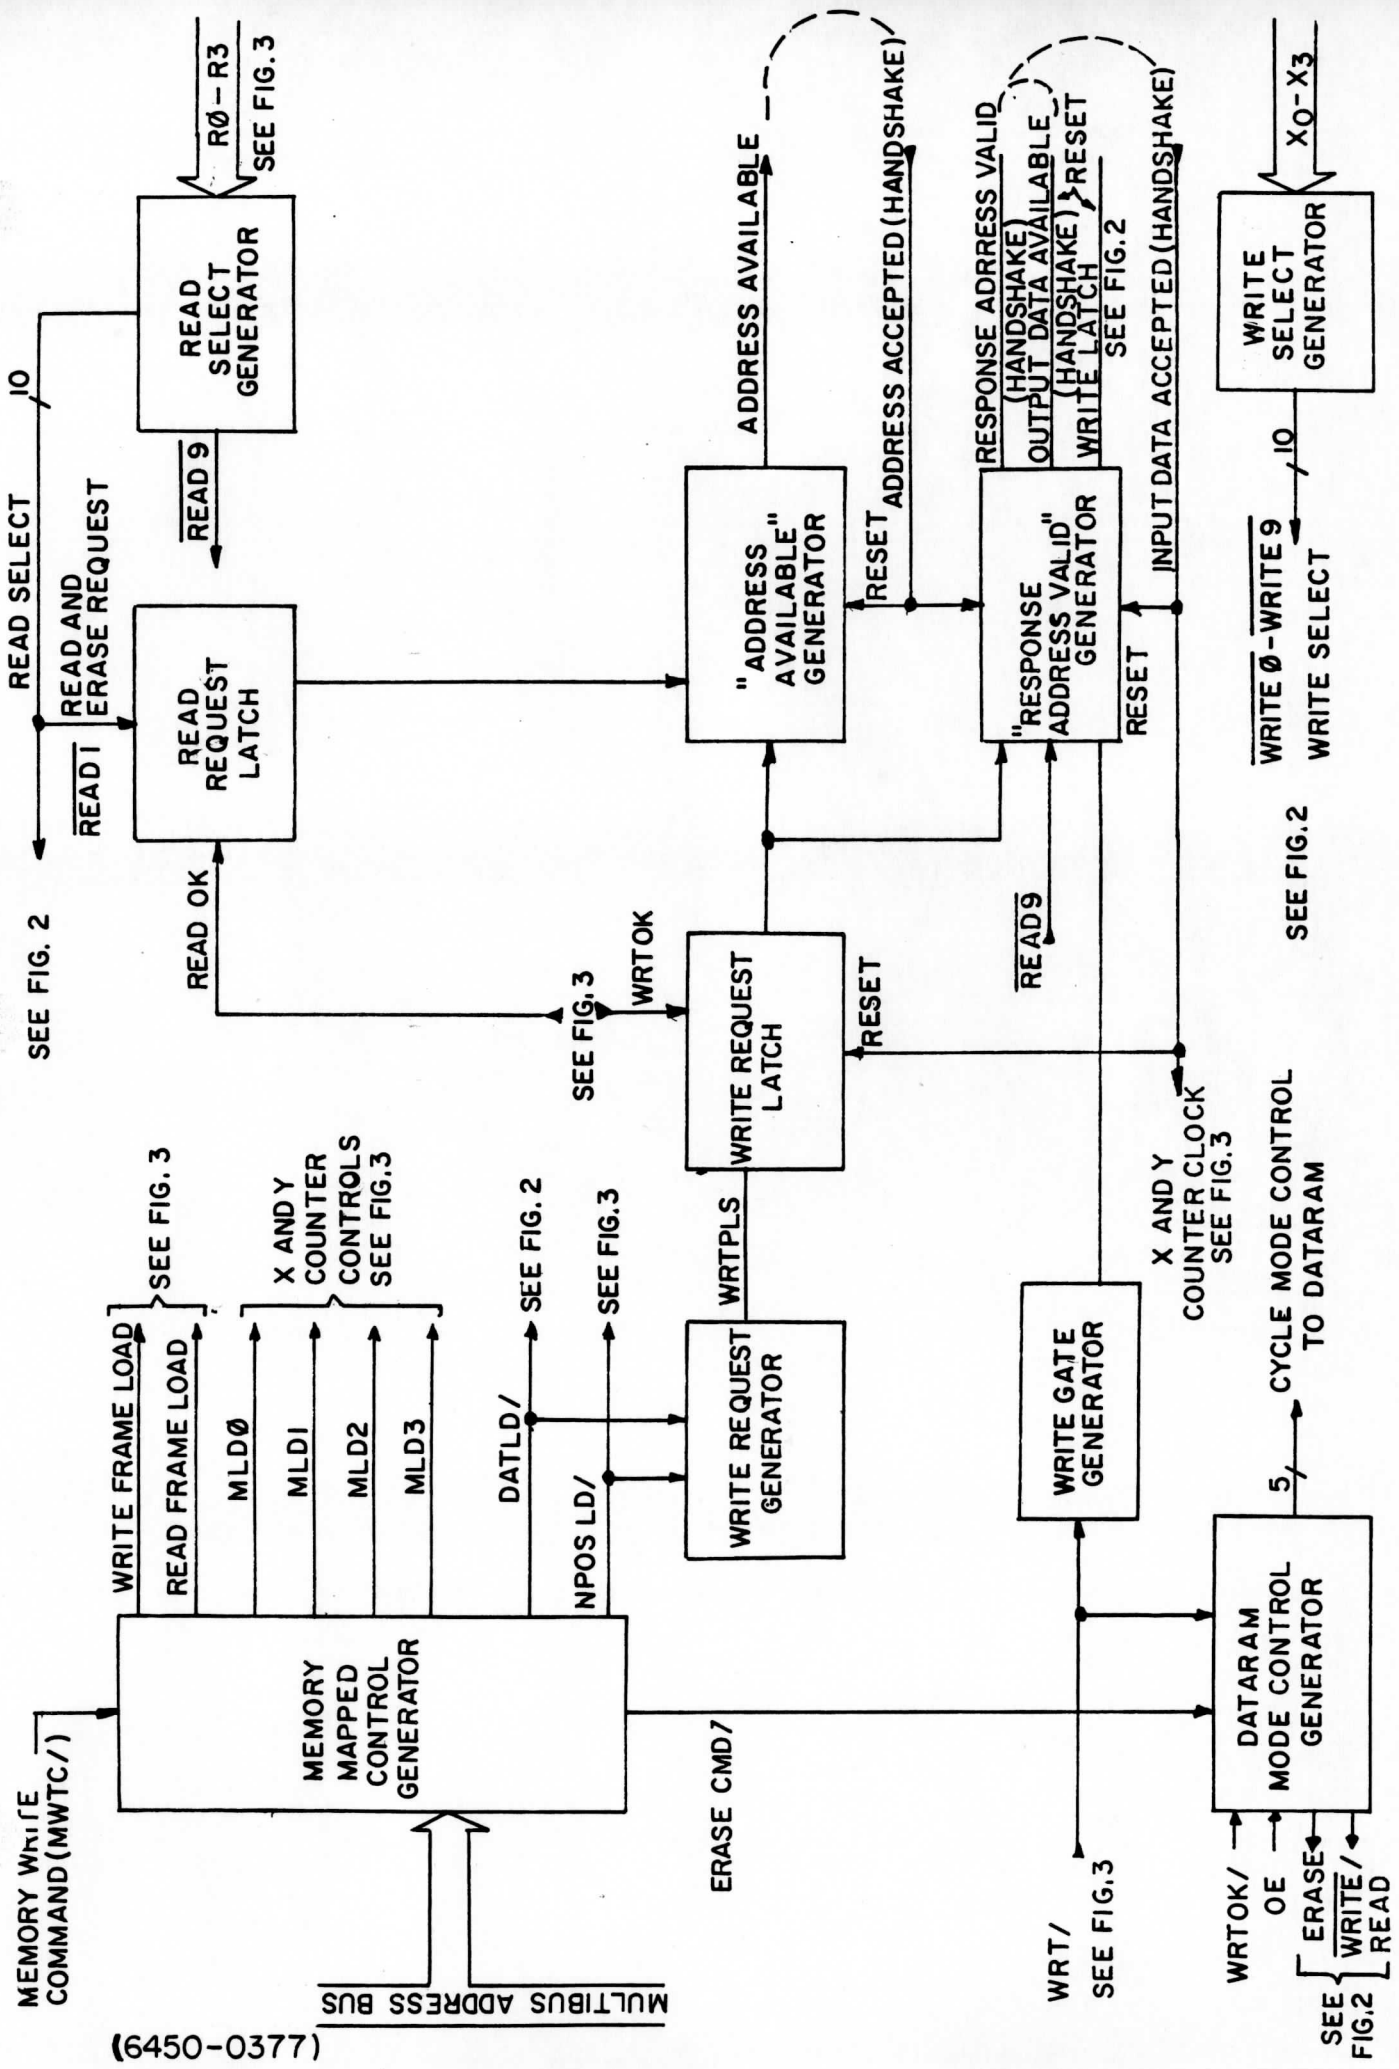 (6450-0377)
MULTIBUS ADDRESS BUS
MEMORY WRITE
COMMAND (MWTC/)
MEMORY
MAPPED
CONTROL
GENERATOR
WRITE FRAME LOAD
READ FRAME LOAD
SEE FIG. 3
MLDØ
MLD1
MLD2
MLD3
X AND Y
COUNTER
CONTROLS
SEE FIG.3
DATLD/
SEE FIG. 2
NPOS LD/
SEE FIG.3
ERASE CMD/
WRITE REQUEST
GENERATOR
WRTPLS
WRITE REQUEST
LATCH
WRTOK
SEE FIG.3
READ OK
RESET
SEE FIG. 2
READ SELECT
10
READ 1
READ AND
ERASE REQUEST
READ
REQUEST
LATCH
READ 9
READ
SELECT
GENERATOR
RØ-R3
SEE FIG.3
"ADDRESS
AVAILABLE"
GENERATOR
ADDRESS AVAILABLE
RESET
ADDRESS ACCEPTED (HANDSHAKE)
READ9
"RESPONSE
ADDRESS VALID"
GENERATOR
RESPONSE ADRRESS VALID
(HANDSHAKE)
OUTPUT DATA AVAILABLE
(HANDSHAKE)
RESET
WRITE LATCH
SEE FIG.2
RESET
INPUT DATA ACCEPTED (HANDSHAKE)
X AND Y
COUNTER CLOCK
SEE FIG.3
WRT/
SEE FIG.3
WRITE GATE
GENERATOR
DATARAM
MODE CONTROL
GENERATOR
WRTOK/
OE
ERASE
WRITE/
READ
SEE
FIG.2
5
CYCLE MODE CONTROL
TO DATARAM
SEE FIG.2
WRITE Ø-WRITE 9
WRITE SELECT
10
WRITE
SELECT
GENERATOR
X0-X3